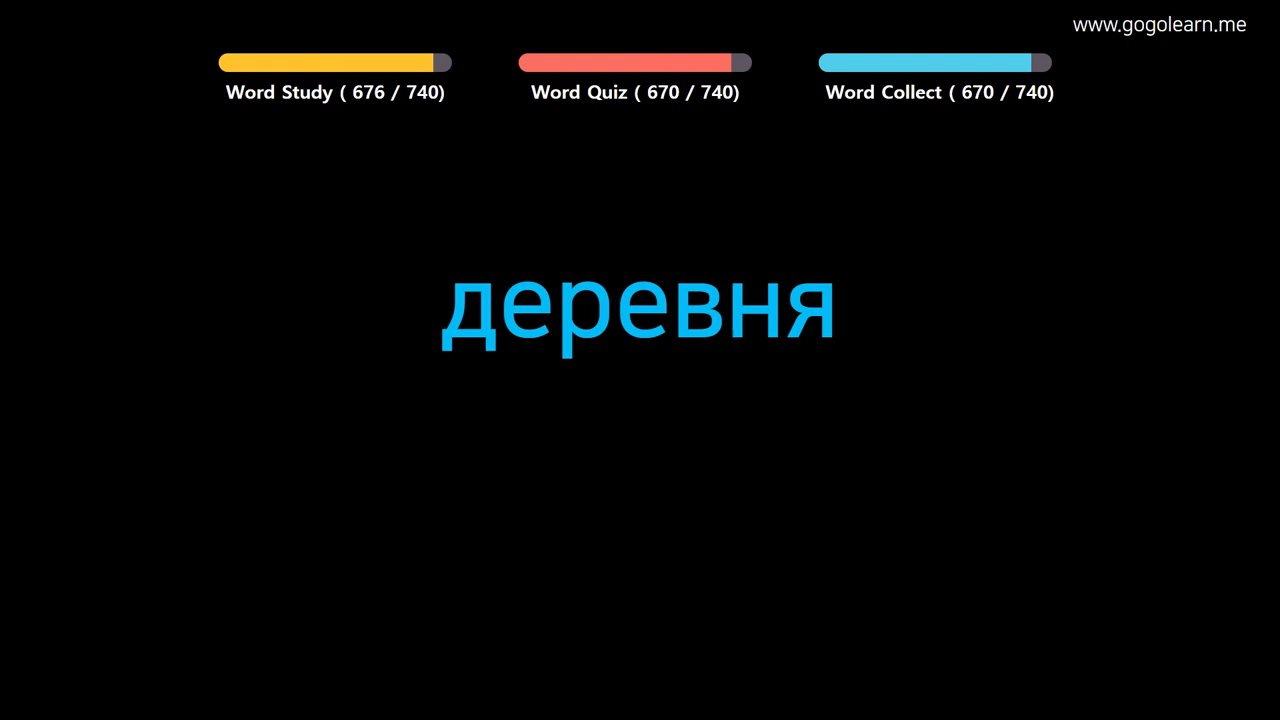 www.gogolearn.me
Word Study ( 676 / 740)
Word Quiz ( 670 / 740)
Word Collect ( 670 / 740)
деревня